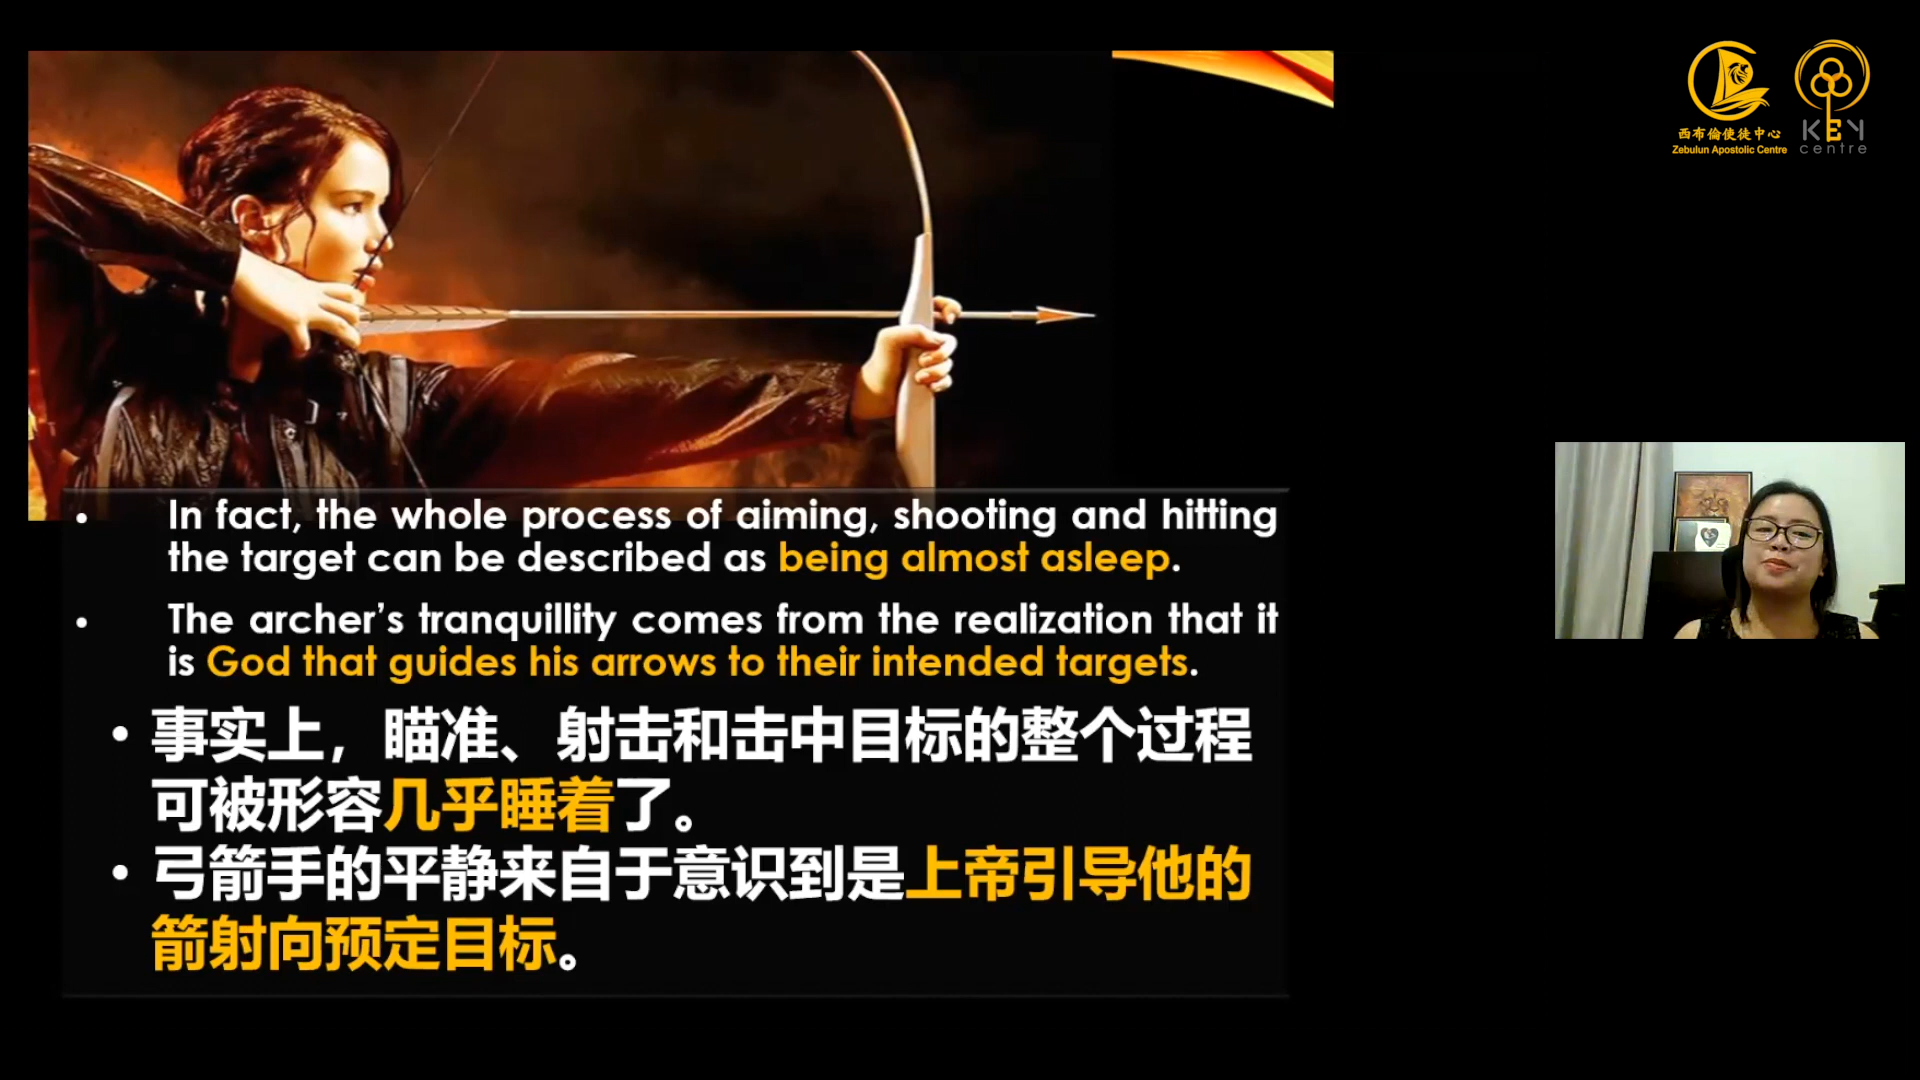 西布倫使徒中心
Zebulun Apostolic Centre
KEY
centre
• In fact, the whole process of aiming, shooting and hitting
the target can be described as being almost asleep.
• The archer’s tranquillity comes from the realization that it
is God that guides his arrows to their intended targets.
• 事实上，瞄准、射击和击中目标的整个过程
可被形容几乎睡着了。
• 弓箭手的平静来自于意识到是上帝引导他的
箭射向预定目标。